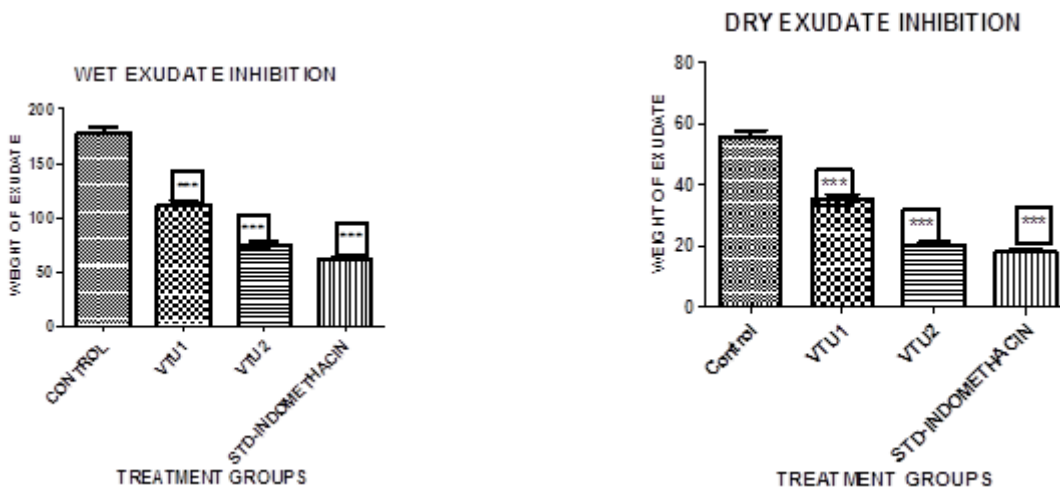 WET EXUDATE INHIBITION
WEIGHT OF EXUDATE
200
150
100
50
0
***
***
***
CONTROL
VTU1
VTU2
STD-INDOMETHACIN
TREATMENT GROUPS
DRY EXUDATE INHIBITION
WEIGHT OF EXUDATE
80
60
40
20
0
***
***
***
Control
VTU1
VTU2
STD-INDOMETHACIN
TREATMENT GROUPS